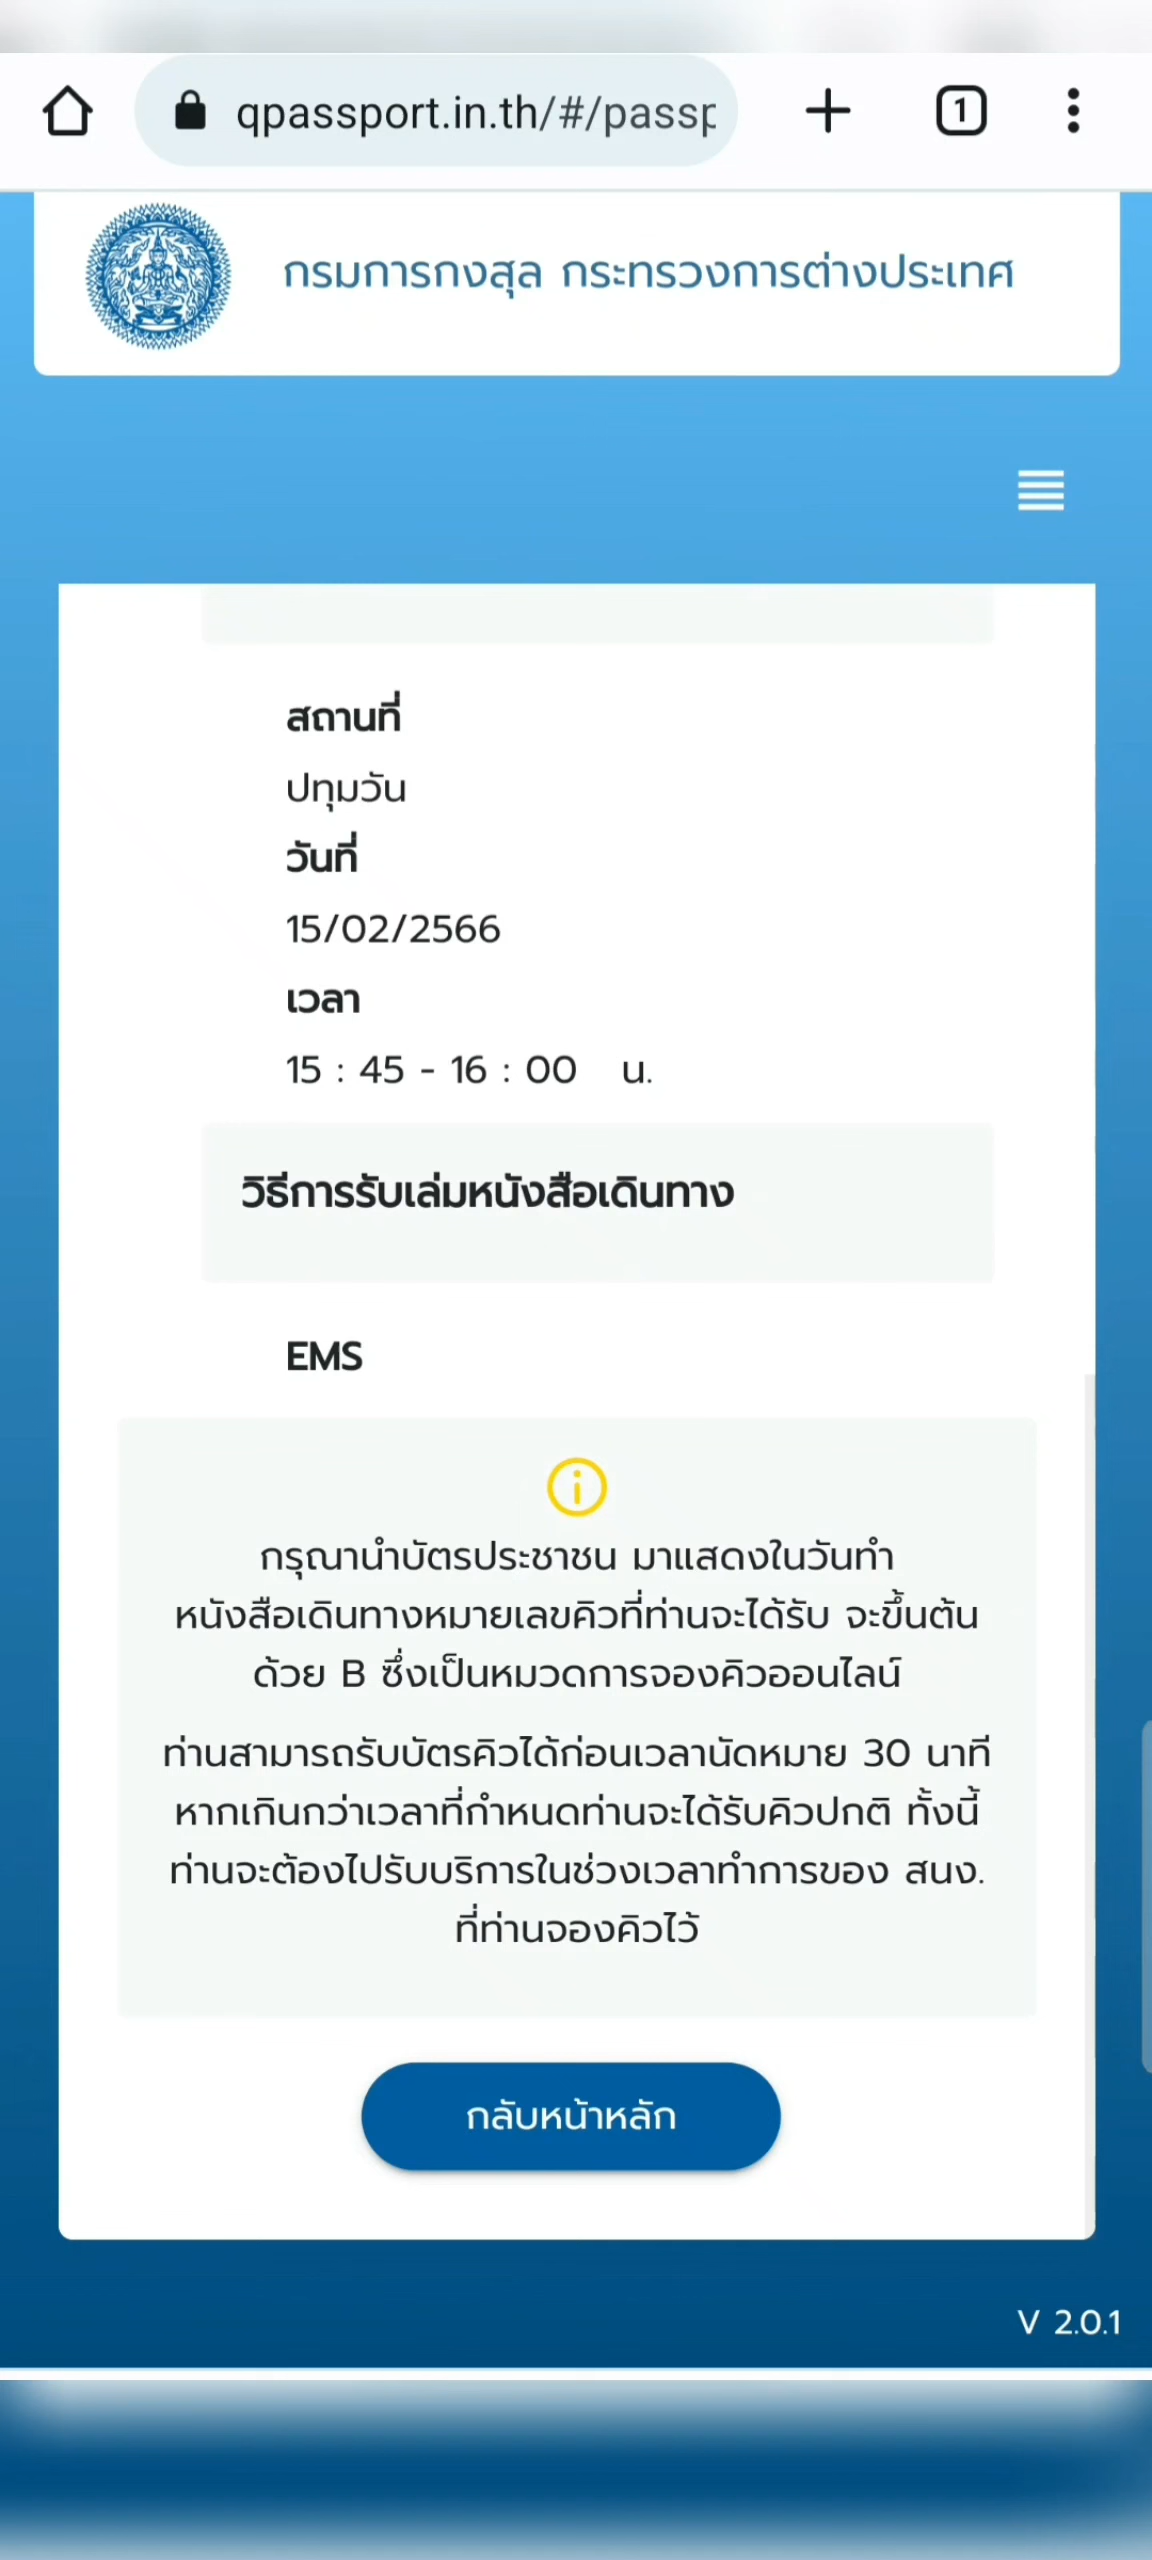 qpassport.in.th/#/passp
1
กรมการกงสุล กระทรวงการต่างประเทศ
สถานที่
ปทุมวัน
วันที่
15/02/2566
เวลา
15 : 45 - 16 : 00 น.
วิธีการรับเล่มหนังสือเดินทาง
EMS
กรุณานำบัตรประชาชน มาแสดงในวันทำ
หนังสือเดินทางหมายเลขคิวที่ท่านจะได้รับ จะขึ้นต้น
ด้วย B ซึ่งเป็นหมวดการจองคิวออนไลน์
ท่านสามารถรับบัตรคิวได้ก่อนเวลานัดหมาย 30 นาที
หากเกินกว่าเวลาที่กำหนดท่านจะได้รับคิวปกติ ทั้งนี้
ท่านจะต้องไปรับบริการในช่วงเวลาทำการของ สนง.
ที่ท่านจองคิวไว้
กลับหน้าหลัก
V 2.0.1